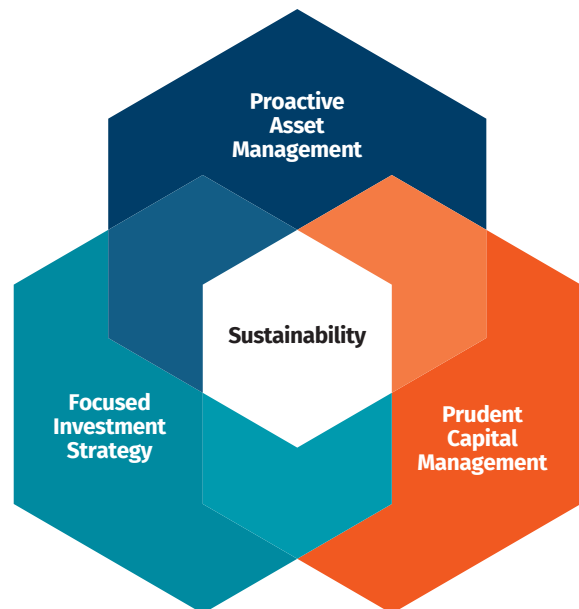 Proactive
Asset
Management
Sustainability
Focused
Investment
Strategy
Prudent
Capital
Management